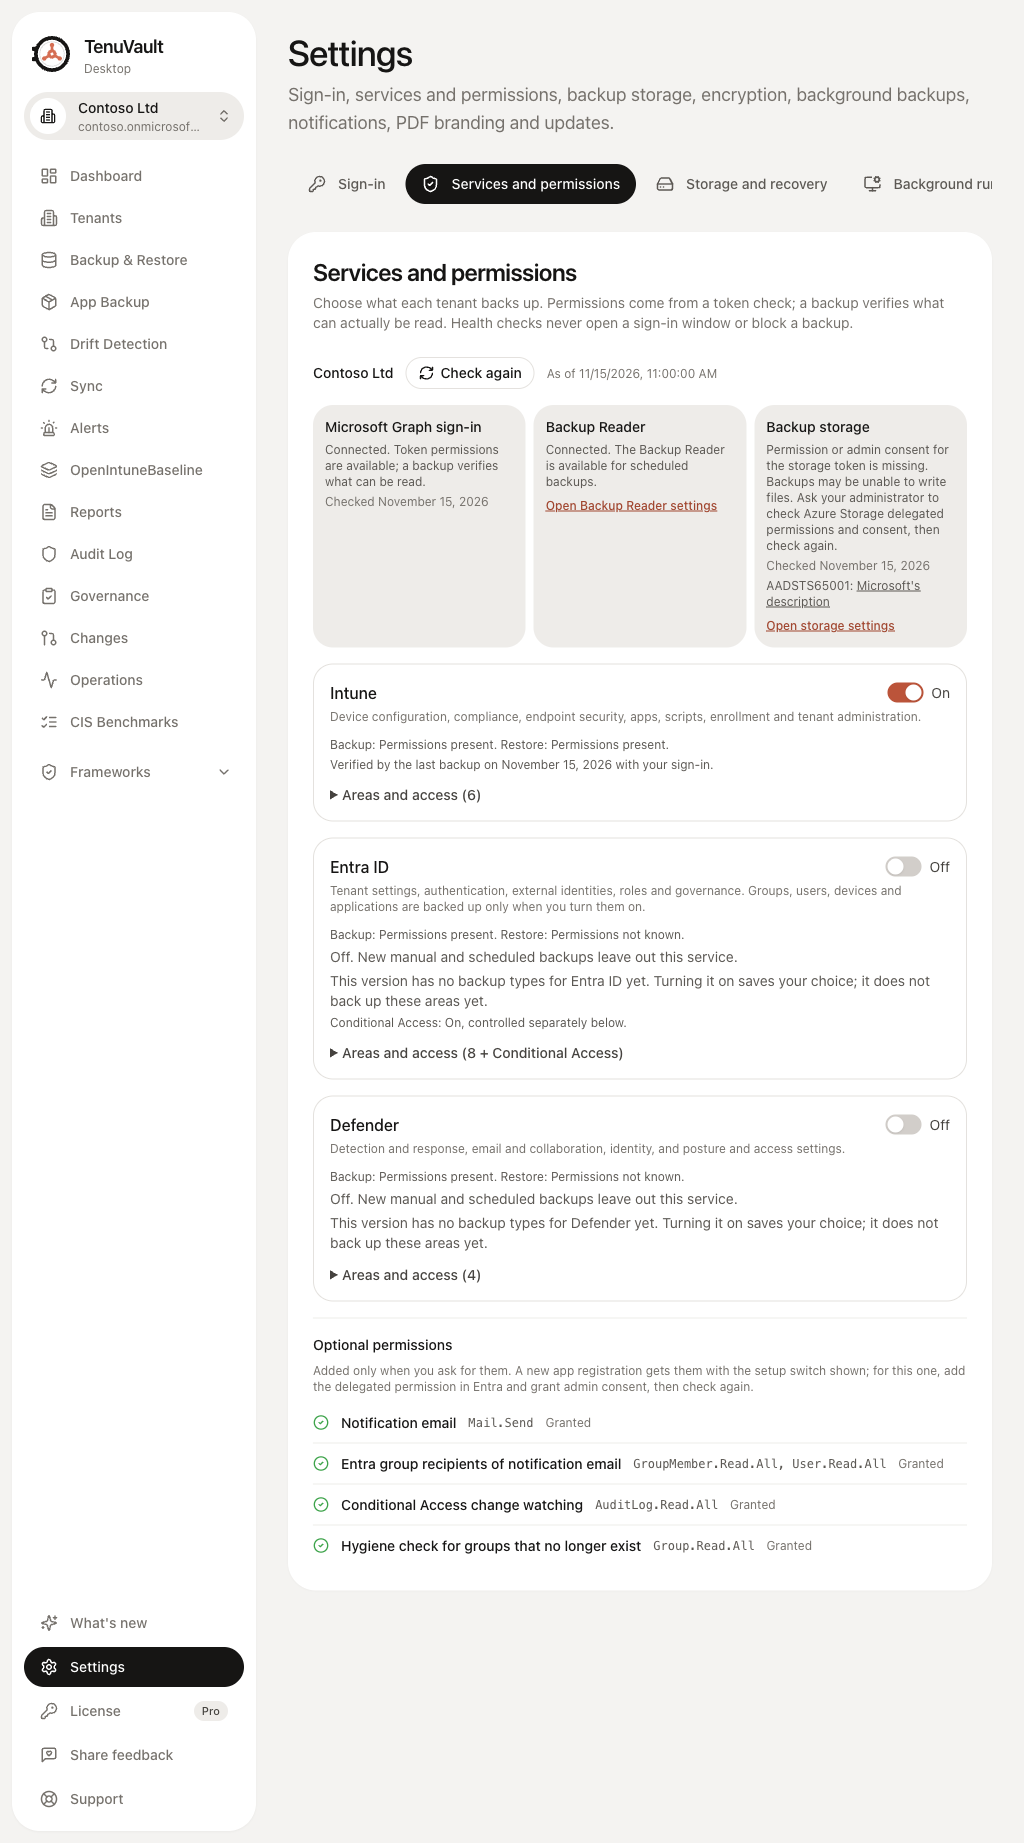 TenuVault
Desktop
Contoso Ltd
contoso.onmicrosof...
Dashboard
Tenants
Backup & Restore
App Backup
Drift Detection
Sync
Alerts
OpenIntuneBaseline
Reports
Audit Log
Governance
Changes
Operations
CIS Benchmarks
Frameworks
What's new
Settings
License
Pro
Share feedback
Support
Settings
Sign-in, services and permissions, backup storage, encryption, background backups,
notifications, PDF branding and updates.
Sign-in
Services and permissions
Storage and recovery
Background ru
Services and permissions
Choose what each tenant backs up. Permissions come from a token check; a backup verifies what
can actually be read. Health checks never open a sign-in window or block a backup.
Contoso Ltd
Check again
As of 11/15/2026, 11:00:00 AM
Microsoft Graph sign-in
Connected. Token permissions
are available; a backup verifies
what can be read.
Checked November 15, 2026
Backup Reader
Connected. The Backup Reader
is available for scheduled
backups.
Open Backup Reader settings
Backup storage
Permission or admin consent for
the storage token is missing.
Backups may be unable to write
files. Ask your administrator to
check Azure Storage delegated
permissions and consent, then
check again.
Checked November 15, 2026
AADSTS65001: Microsoft's
description
Open storage settings
Intune
On
Device configuration, compliance, endpoint security, apps, scripts, enrollment and tenant administration.
Backup: Permissions present. Restore: Permissions present.
Verified by the last backup on November 15, 2026 with your sign-in.
Areas and access (6)
Entra ID
Off
Tenant settings, authentication, external identities, roles and governance. Groups, users, devices and
applications are backed up only when you turn them on.
Backup: Permissions present. Restore: Permissions not known.
Off. New manual and scheduled backups leave out this service.
This version has no backup types for Entra ID yet. Turning it on saves your choice; it does not
back up these areas yet.
Conditional Access: On, controlled separately below.
Areas and access (8 + Conditional Access)
Defender
Off
Detection and response, email and collaboration, identity, and posture and access settings.
Backup: Permissions present. Restore: Permissions not known.
Off. New manual and scheduled backups leave out this service.
This version has no backup types for Defender yet. Turning it on saves your choice; it does not
back up these areas yet.
Areas and access (4)
Optional permissions
Added only when you ask for them. A new app registration gets them with the setup switch shown; for this one, add
the delegated permission in Entra and grant admin consent, then check again.
Notification email Mail.Send Granted
Entra group recipients of notification email GroupMember.Read.All, User.Read.All Granted
Conditional Access change watching AuditLog.Read.All Granted
Hygiene check for groups that no longer exist Group.Read.All Granted